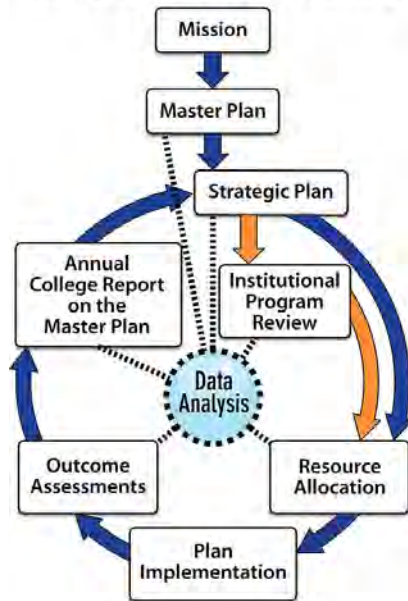 Mission
Master Plan
Strategic Plan
Annual
College Report
on the
Master Plan
Institutional
Program
Review
Data
Analysis
Outcome
Assessments
Resource
Allocation
Plan
Implementation